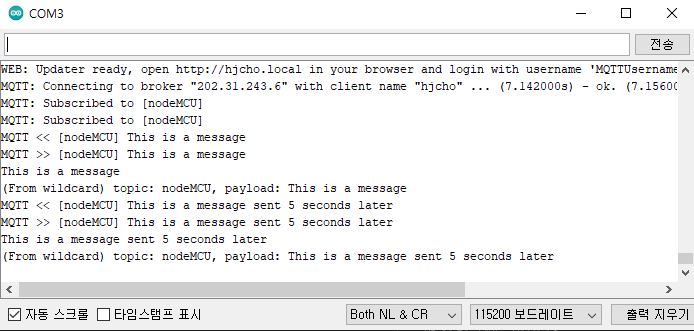 COM3
전송
WEB: Updater ready, open http://hjcho.local in your browser and login with username 'MQTTUsername
MQTT: Connecting to broker "202.31.243.6" with client name "hjcho" ... (7.142000s) - ok. (7.15600
MQTT: Subscribed to [nodeMCU]
MQTT: Subscribed to [nodeMCU]
MQTT << [nodeMCU] This is a message
MQTT >> [nodeMCU] This is a message
This is a message
(From wildcard) topic: nodeMCU, payload: This is a message
MQTT << [nodeMCU] This is a message sent 5 seconds later
MQTT >> [nodeMCU] This is a message sent 5 seconds later
This is a message sent 5 seconds later
(From wildcard) topic: nodeMCU, payload: This is a message sent 5 seconds later
자동 스크롤 타임스탬프 표시 Both NL & CR 115200 보드레이트 출력 지우기